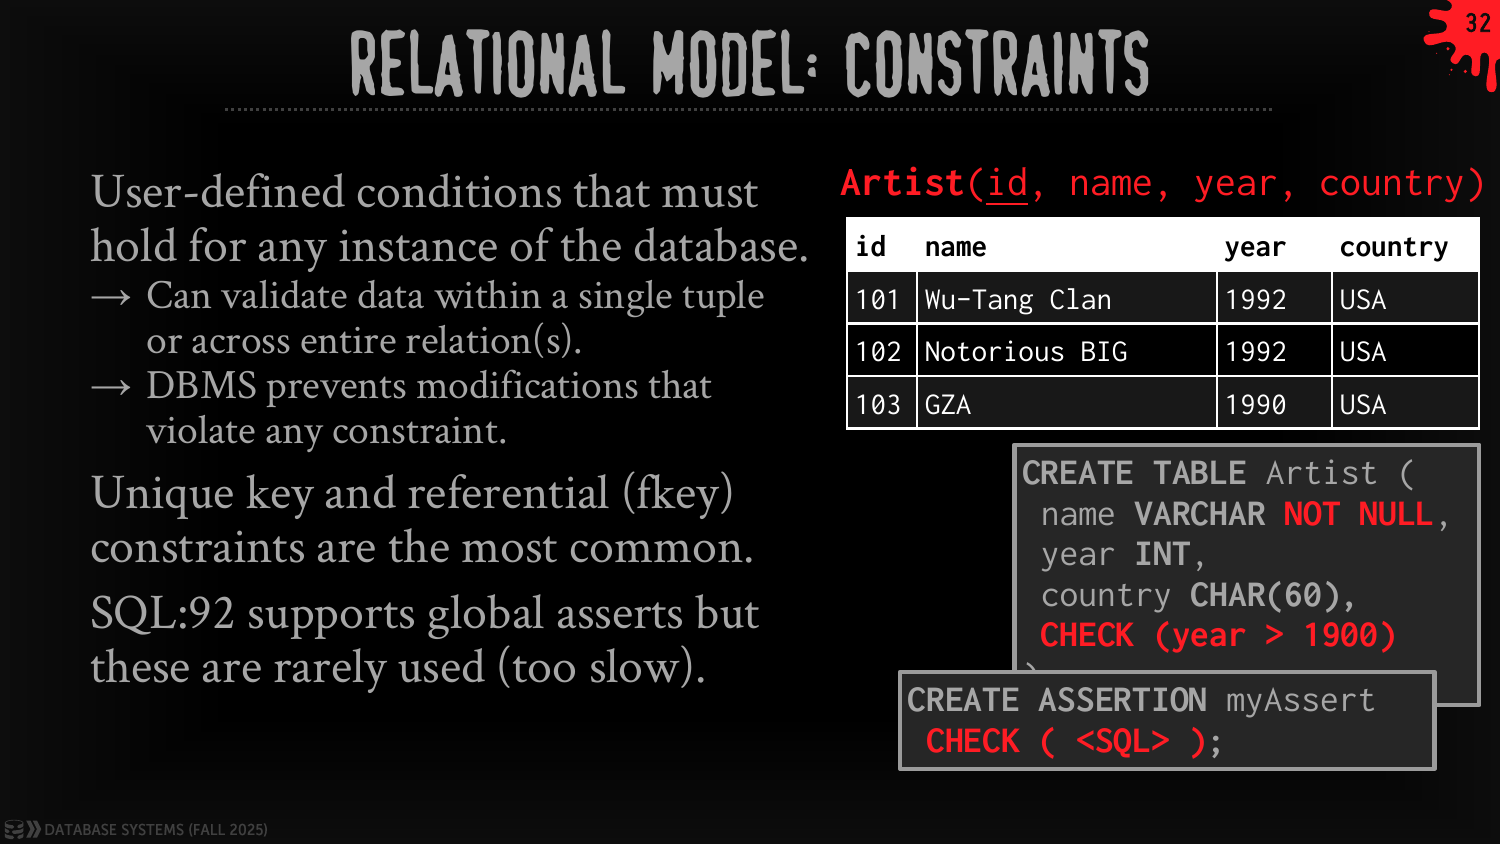 32
RELATIONAL MODEL: CONSTRAINTS
User-defined conditions that must
hold for any instance of the database.
→ Can validate data within a single tuple
or across entire relation(s).
→ DBMS prevents modifications that
violate any constraint.
Unique key and referential (fkey)
constraints are the most common.
SQL:92 supports global asserts but
these are rarely used (too slow).
Artist(id, name, year, country)
id name year country
101 Wu-Tang Clan 1992 USA
102 Notorious BIG 1992 USA
103 GZA 1990 USA
CREATE TABLE Artist (
name VARCHAR NOT NULL,
year INT,
country CHAR(60),
CHECK (year > 1900)
)
CREATE ASSERTION myAssert
CHECK ( <SQL> );
DATABASE SYSTEMS (FALL 2025)